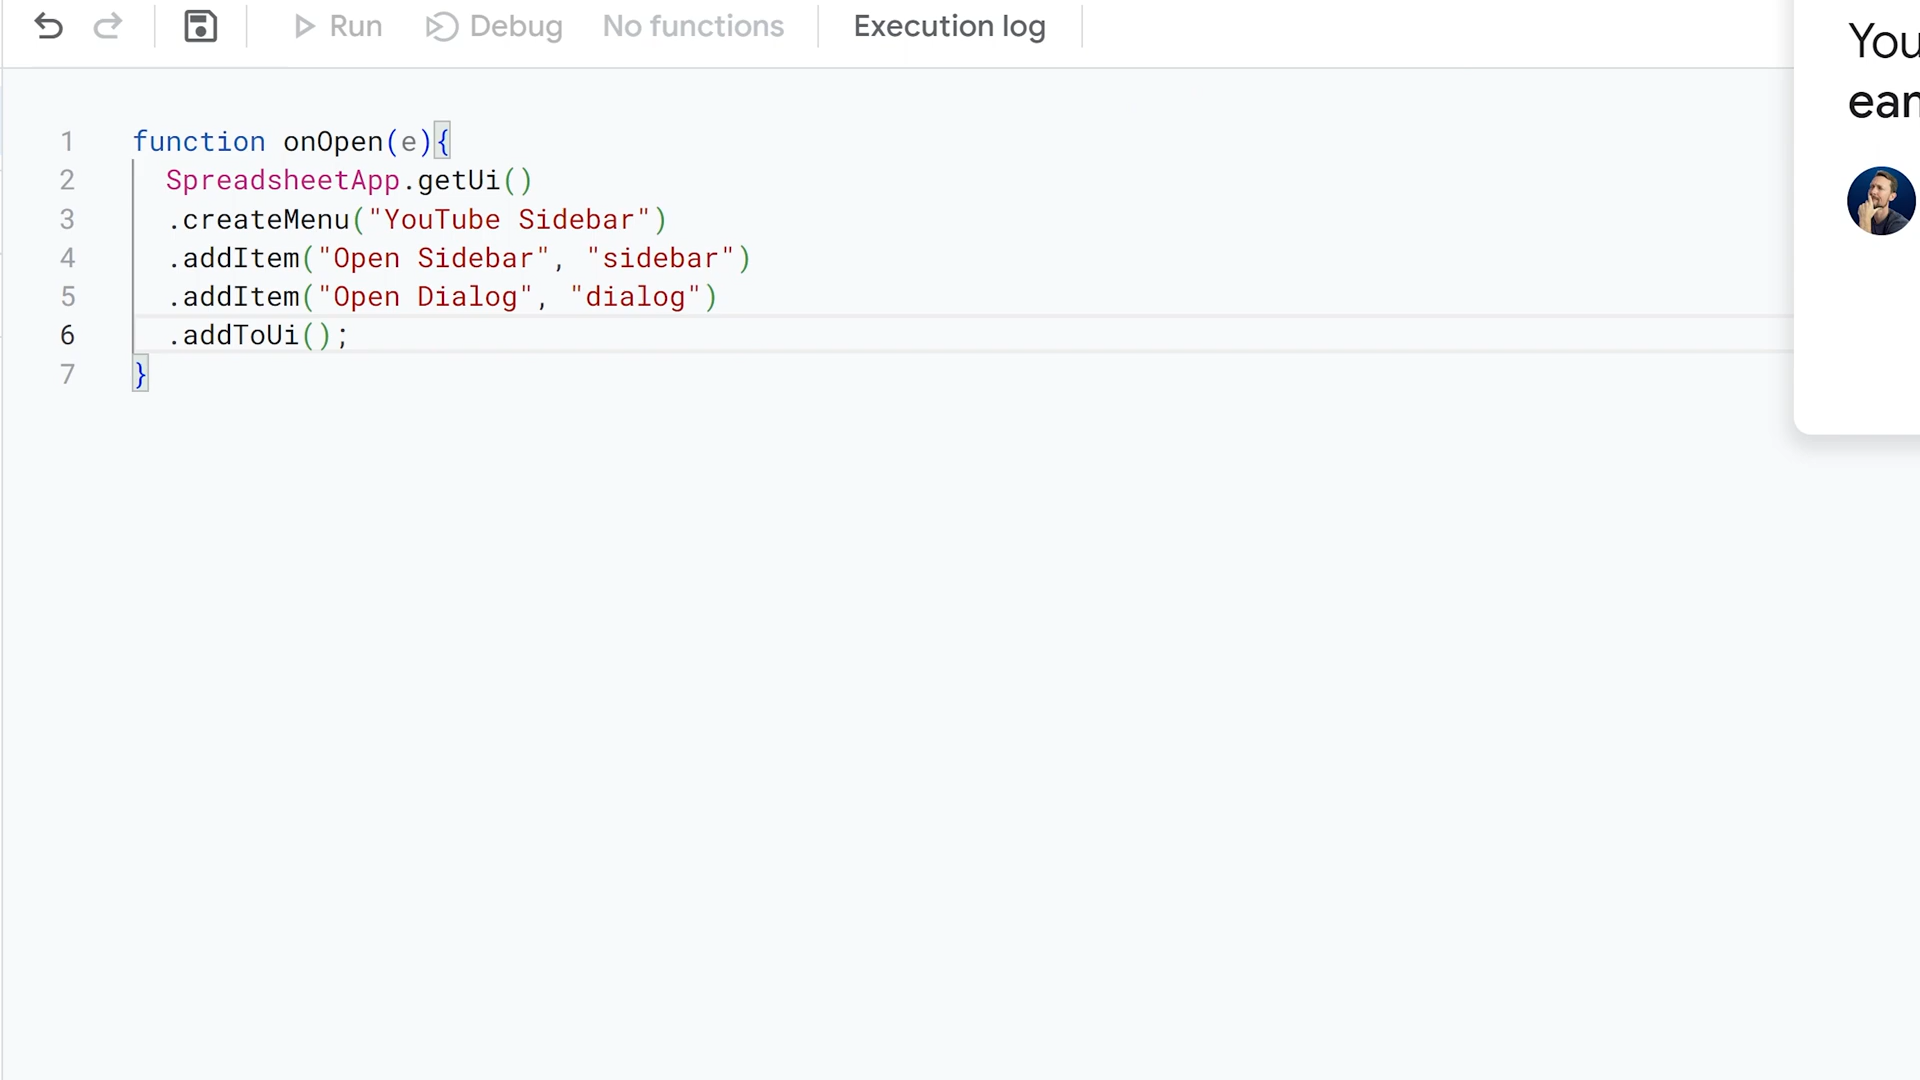 Run Debug No functions Execution log
You
1 function onOpen(e){
2 SpreadsheetApp.getUi()
3 .createMenu("YouTube Sidebar")
4 .addItem("Open Sidebar", "sidebar")
5 .addItem("Open Dialog", "dialog")
6 .addToUi();
7 }